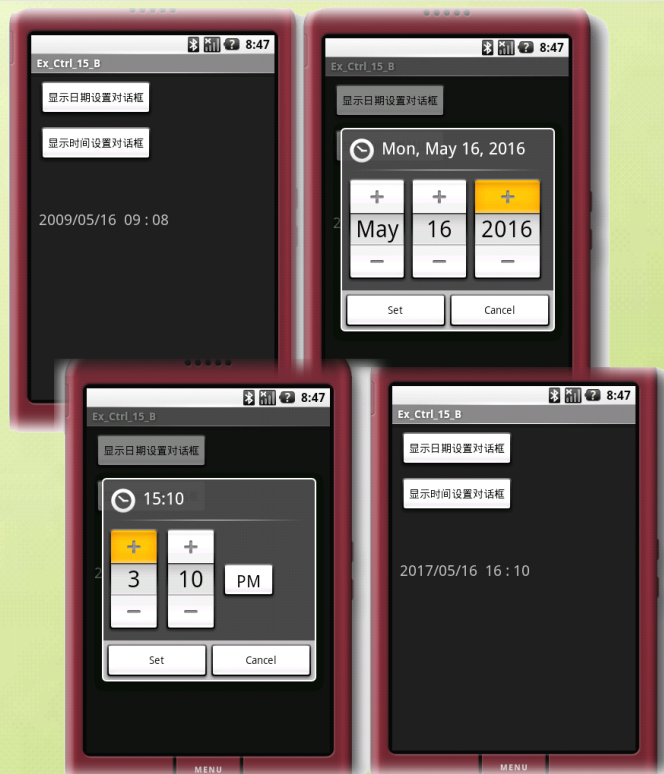 8:47
Ex_Ctrl_15_B
显示日期设置对话框
显示时间设置对话框
2009/05/16 09 : 08
8:47
Ex_Ctrl_15_B
显示日期设置对话框
Mon, May 16, 2016
2
May 16 2016
Set Cancel
8:47
Ex_Ctrl_15_B
显示日期设置对话框
15:10
2
3 10 PM
Set Cancel
MENU
8:47
Ex_Ctrl_15_B
显示日期设置对话框
显示时间设置对话框
2017/05/16 16 : 10
MENU